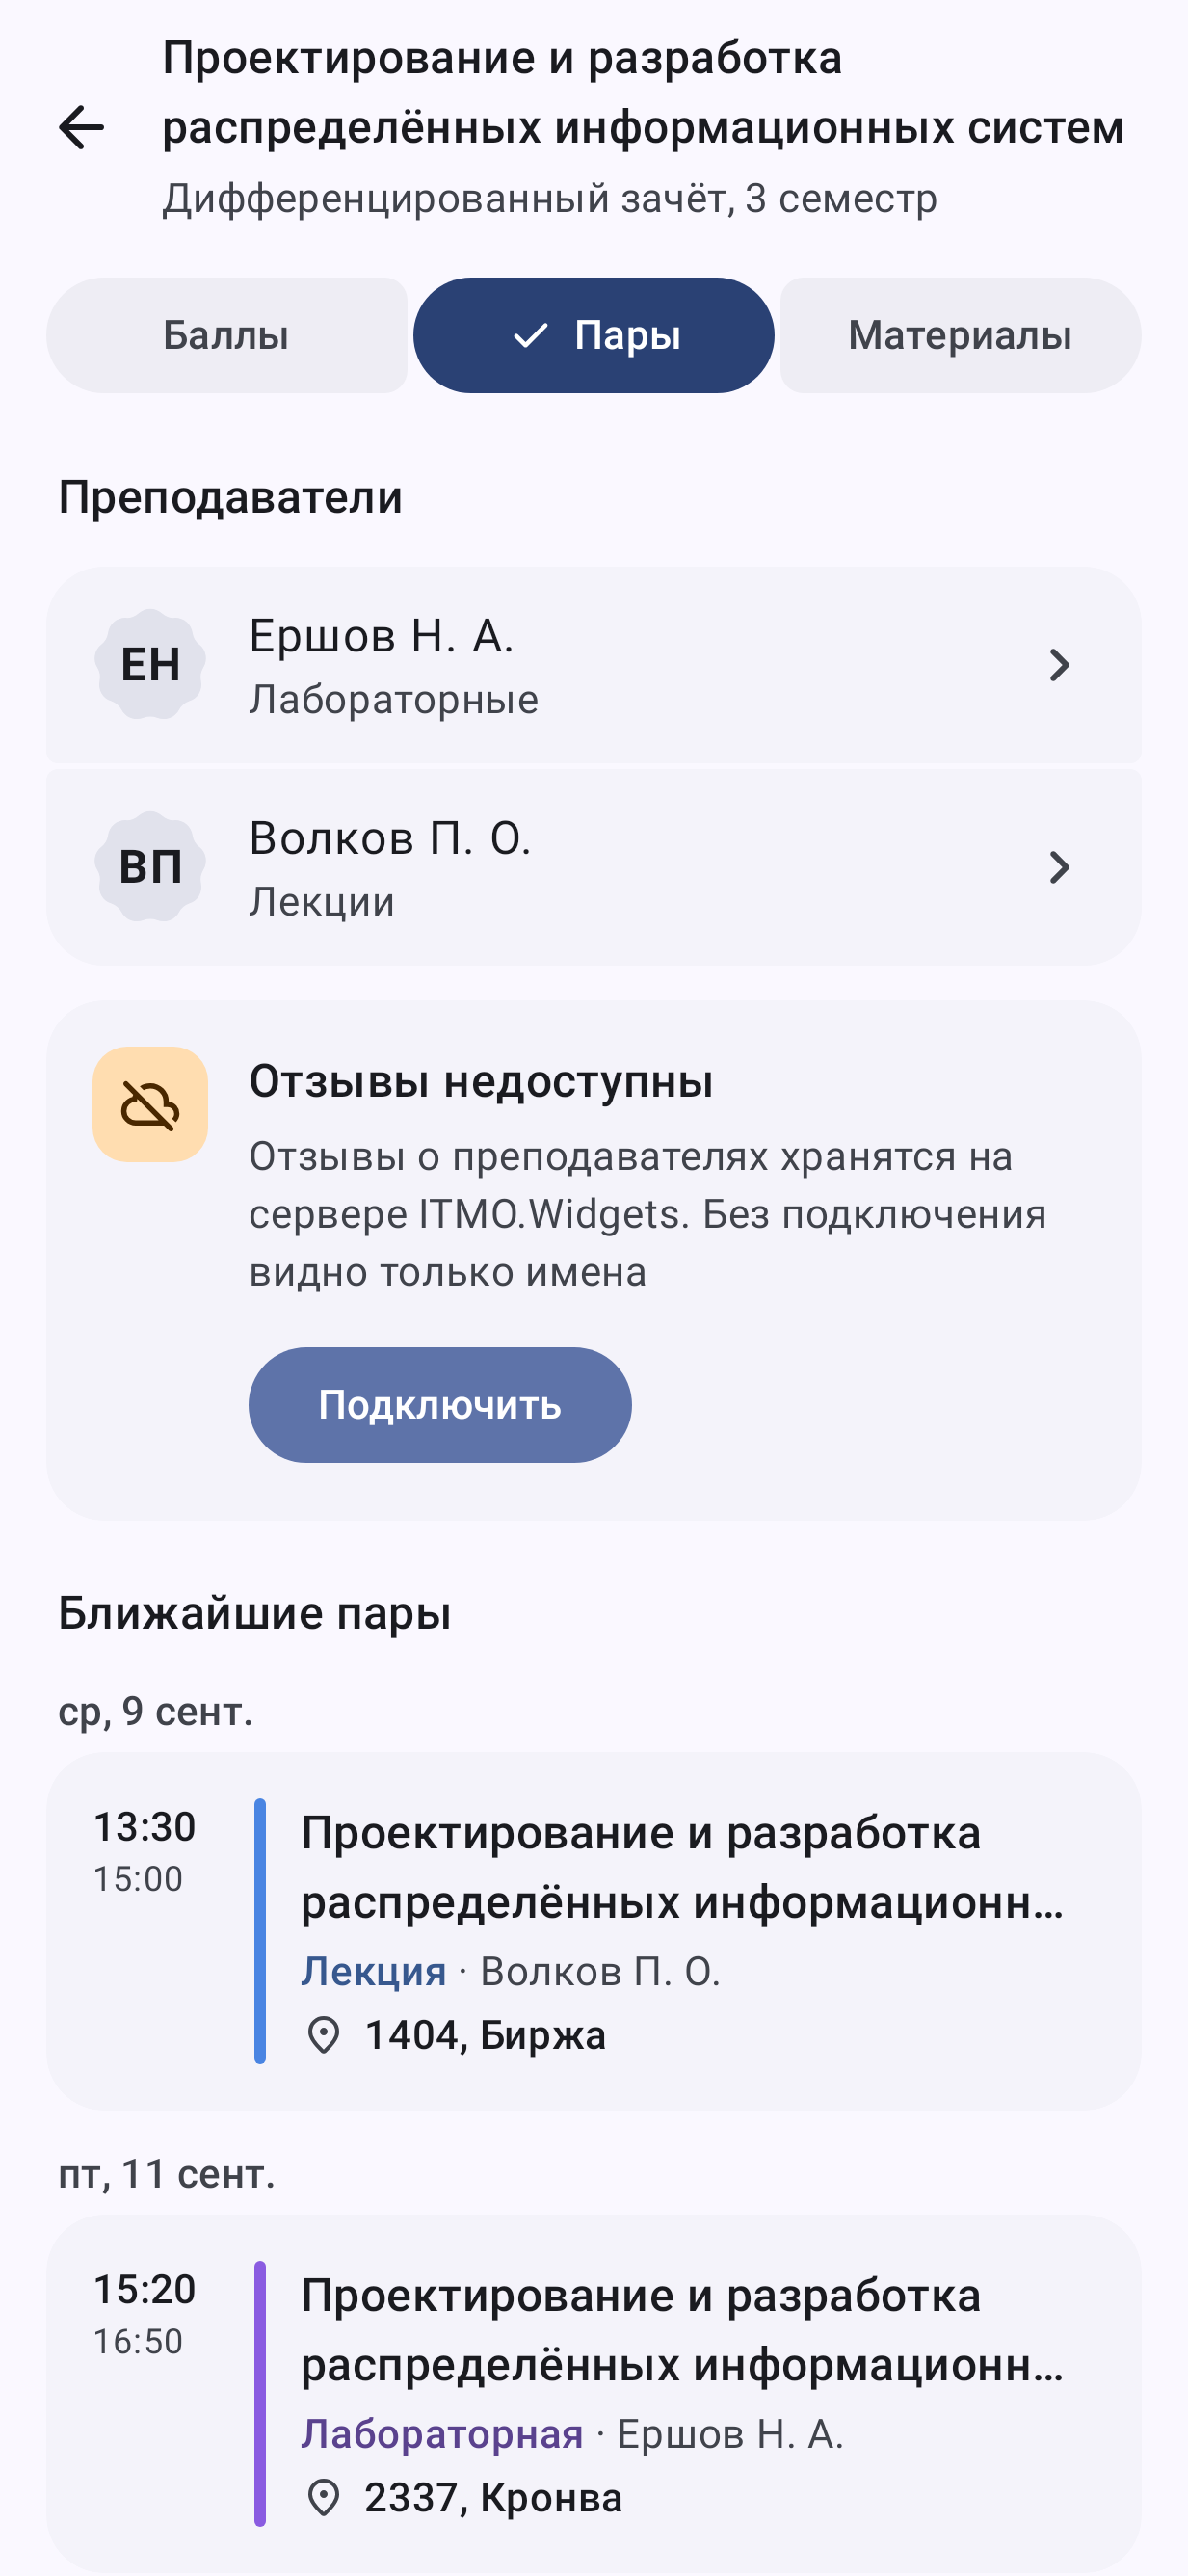 Проектирование и разработка
распределённых информационных систем
Дифференцированный зачёт, 3 семестр
Баллы
Пары
Материалы
Преподаватели
ЕН
Ершов Н. А.
Лабораторные
ВП
Волков П. О.
Лекции
Отзывы недоступны
Отзывы о преподавателях хранятся на
сервере ITMO.Widgets. Без подключения
видно только имена
Подключить
Ближайшие пары
ср, 9 сент.
13:30
15:00
Проектирование и разработка
распределённых информационн…
Лекция · Волков П. О.
1404, Биржа
пт, 11 сент.
15:20
16:50
Проектирование и разработка
распределённых информационн…
Лабораторная · Ершов Н. А.
2337, Кронва